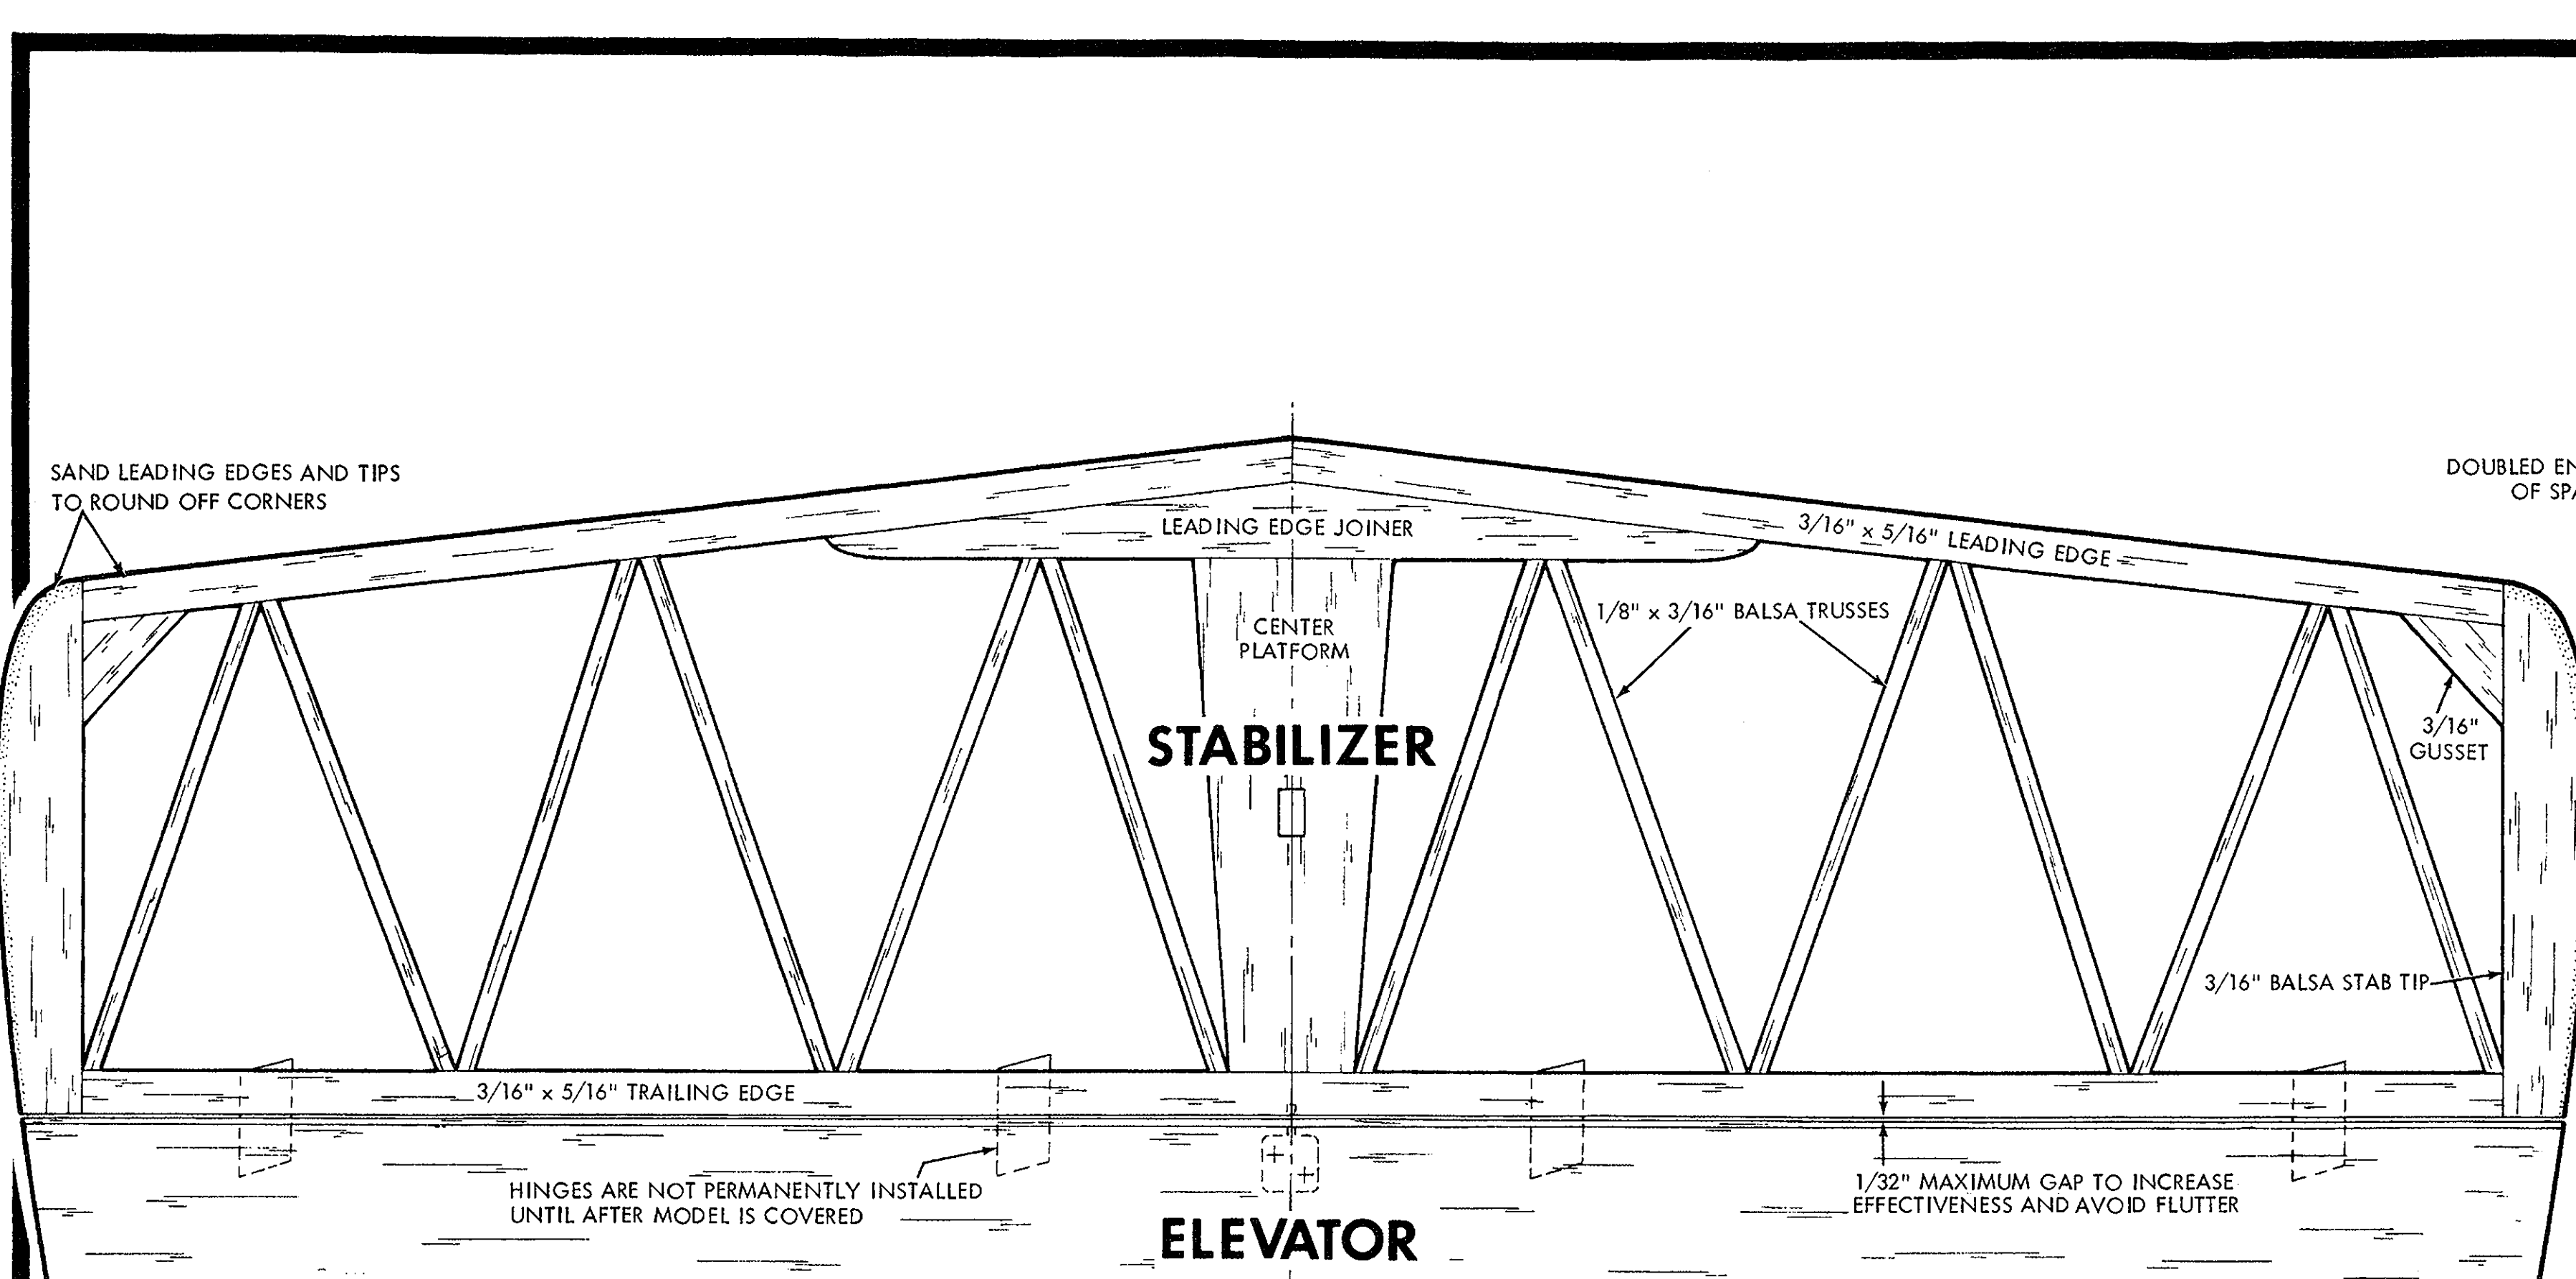 SAND LEADING EDGES AND TIPS
TO ROUND OFF CORNERS
DOUBLED
OF
LEADING EDGE JOINER
3/16" x 5/16" LEADING EDGE
1/8" x 3/16" BALSA TRUSSES
CENTER
PLATFORM
STABILIZER
3/16"
GUSSET
3/16" BALSA STAB TIP
3/16" x 5/16" TRAILING EDGE
HINGES ARE NOT PERMANENTLY INSTALLED
UNTIL AFTER MODEL IS COVERED
1/32" MAXIMUM GAP TO INCREASE
EFFECTIVENESS AND AVOID FLUTTER
ELEVATOR